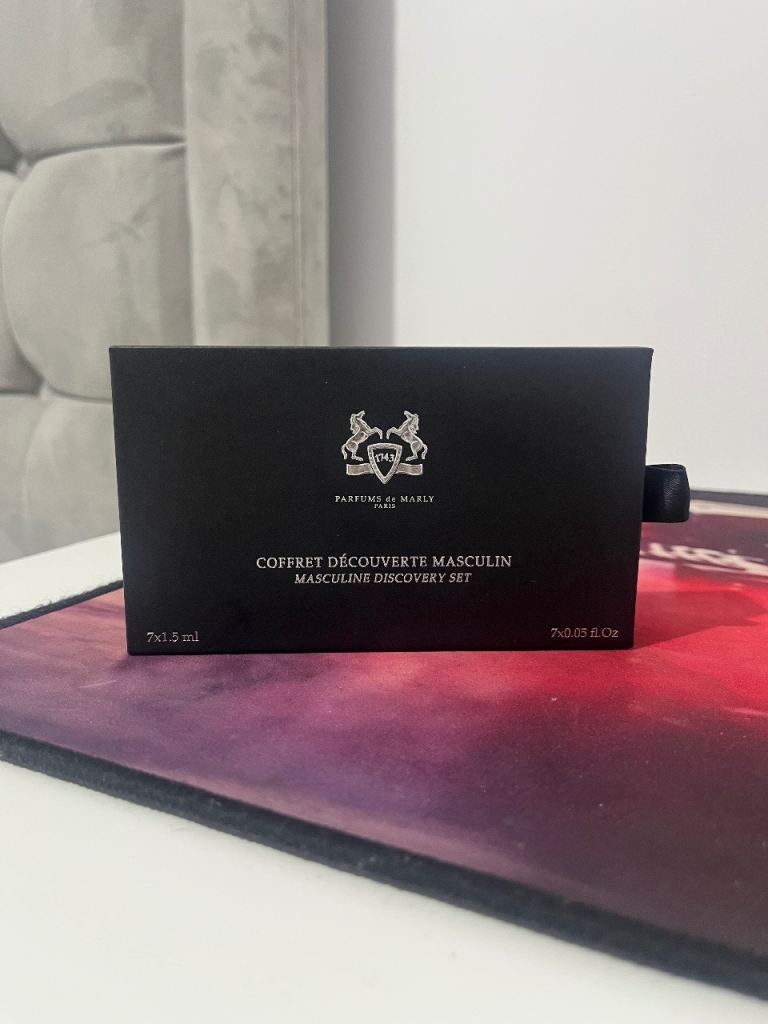 1743
PARFUMS de MARLY
PARIS
COFFRET DÉCOUVERTE MASCULIN
MASCULINE DISCOVERY SET
7x1.5 ml
7x0.05 fl.Oz